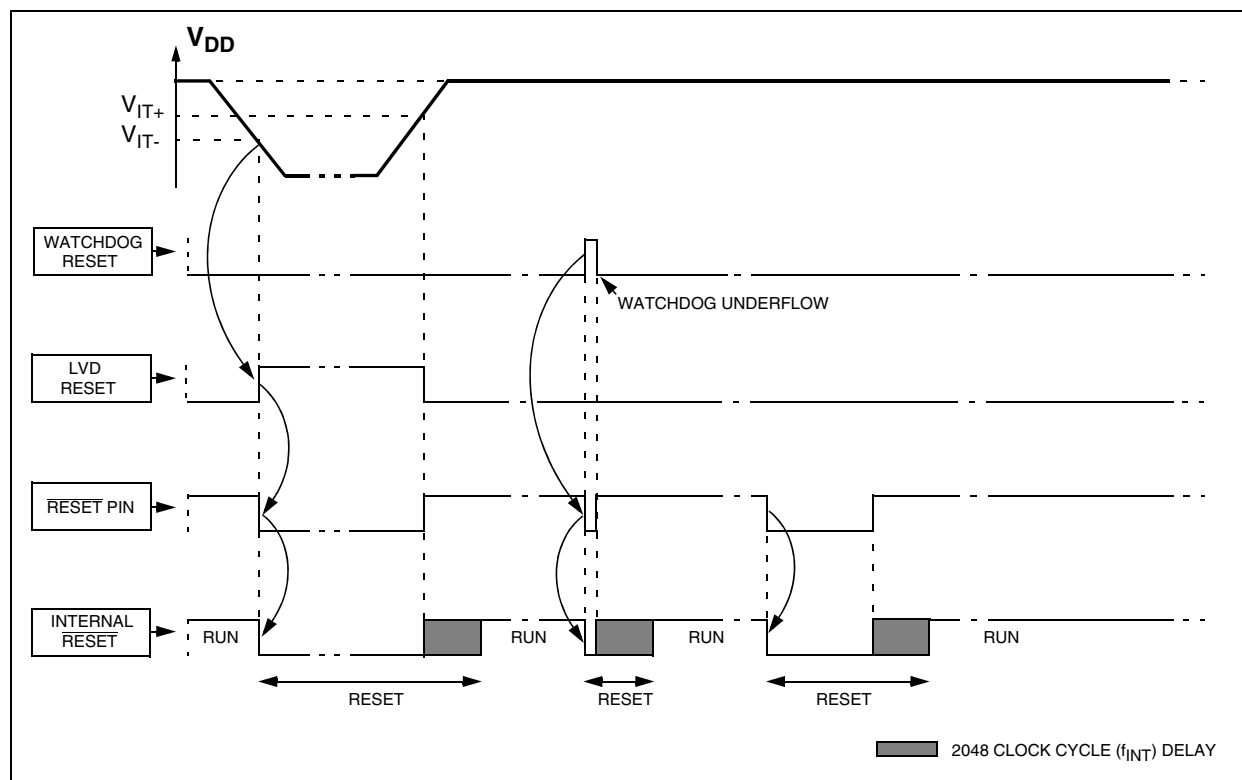 VDD
VIT+
VIT-
WATCHDOG
RESET
WATCHDOG UNDERFLOW
LVD
RESET
RESET PIN
INTERNAL
RESET
RUN
RUN
RUN
RUN
RESET
RESET
RESET
2048 CLOCK CYCLE (fINT) DELAY